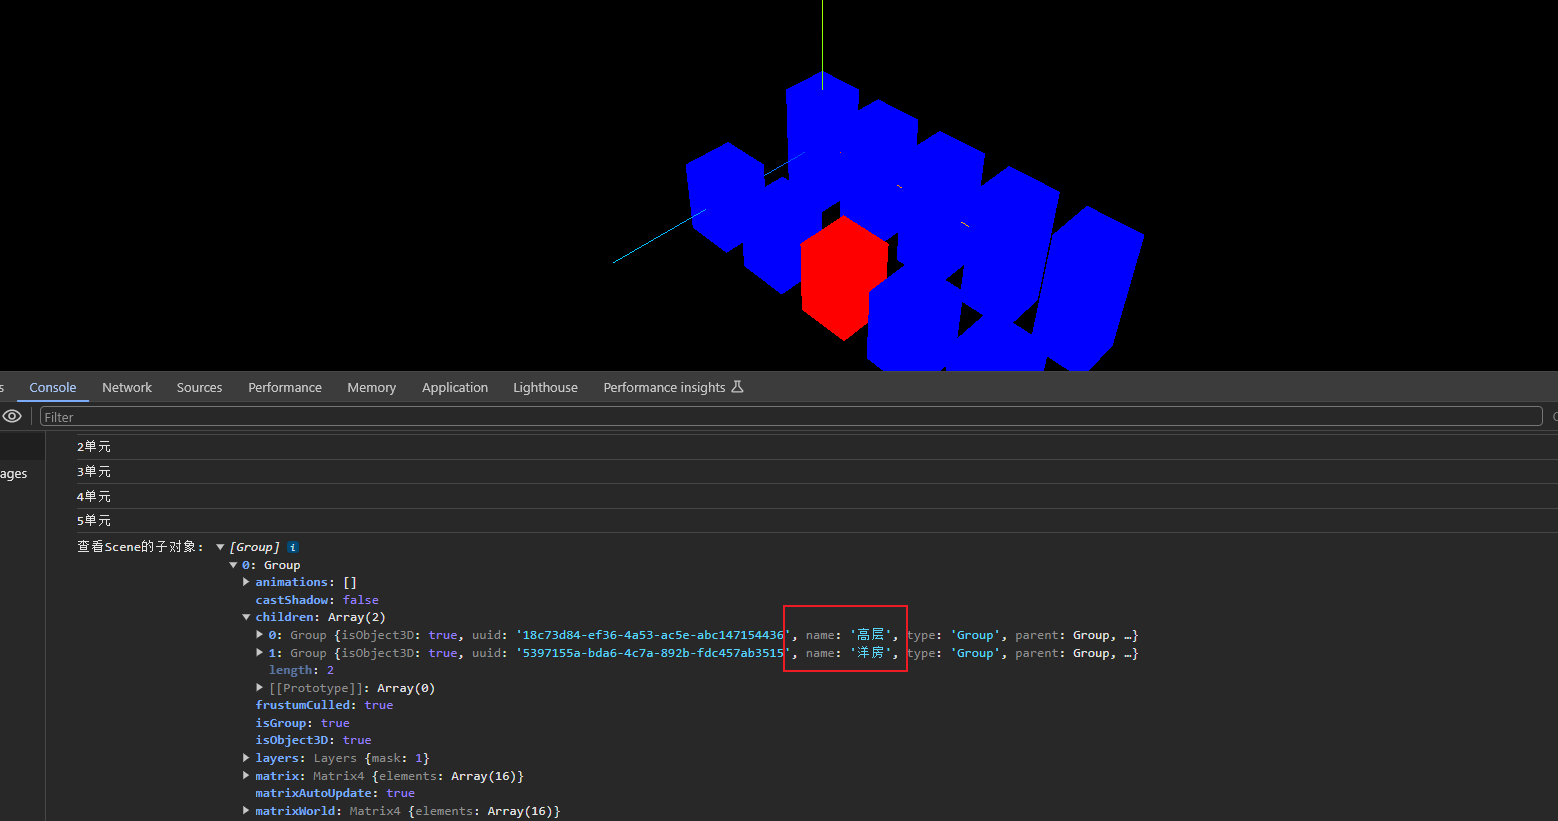 s Console Network Sources Performance Memory Application Lighthouse Performance insights
Filter
2单元
ages
3单元
4单元
5单元
查看Scene的子对象: ▼ [Group] i
▼ 0: Group
▶ animations: []
castShadow: false
▼ children: Array(2)
▶ 0: Group {isObject3D: true, uuid: '18c73d84-ef36-4a53-ac5e-abc147154436', name: '高层', type: 'Group', parent: Group, …}
▶ 1: Group {isObject3D: true, uuid: '5397155a-bda6-4c7a-892b-fdc457ab3515', name: '洋房', type: 'Group', parent: Group, …}
length: 2
▶ [[Prototype]]: Array(0)
frustumCulled: true
isGroup: true
isObject3D: true
▶ layers: Layers {mask: 1}
▶ matrix: Matrix4 {elements: Array(16)}
matrixAutoUpdate: true
▶ matrixWorld: Matrix4 {elements: Array(16)}